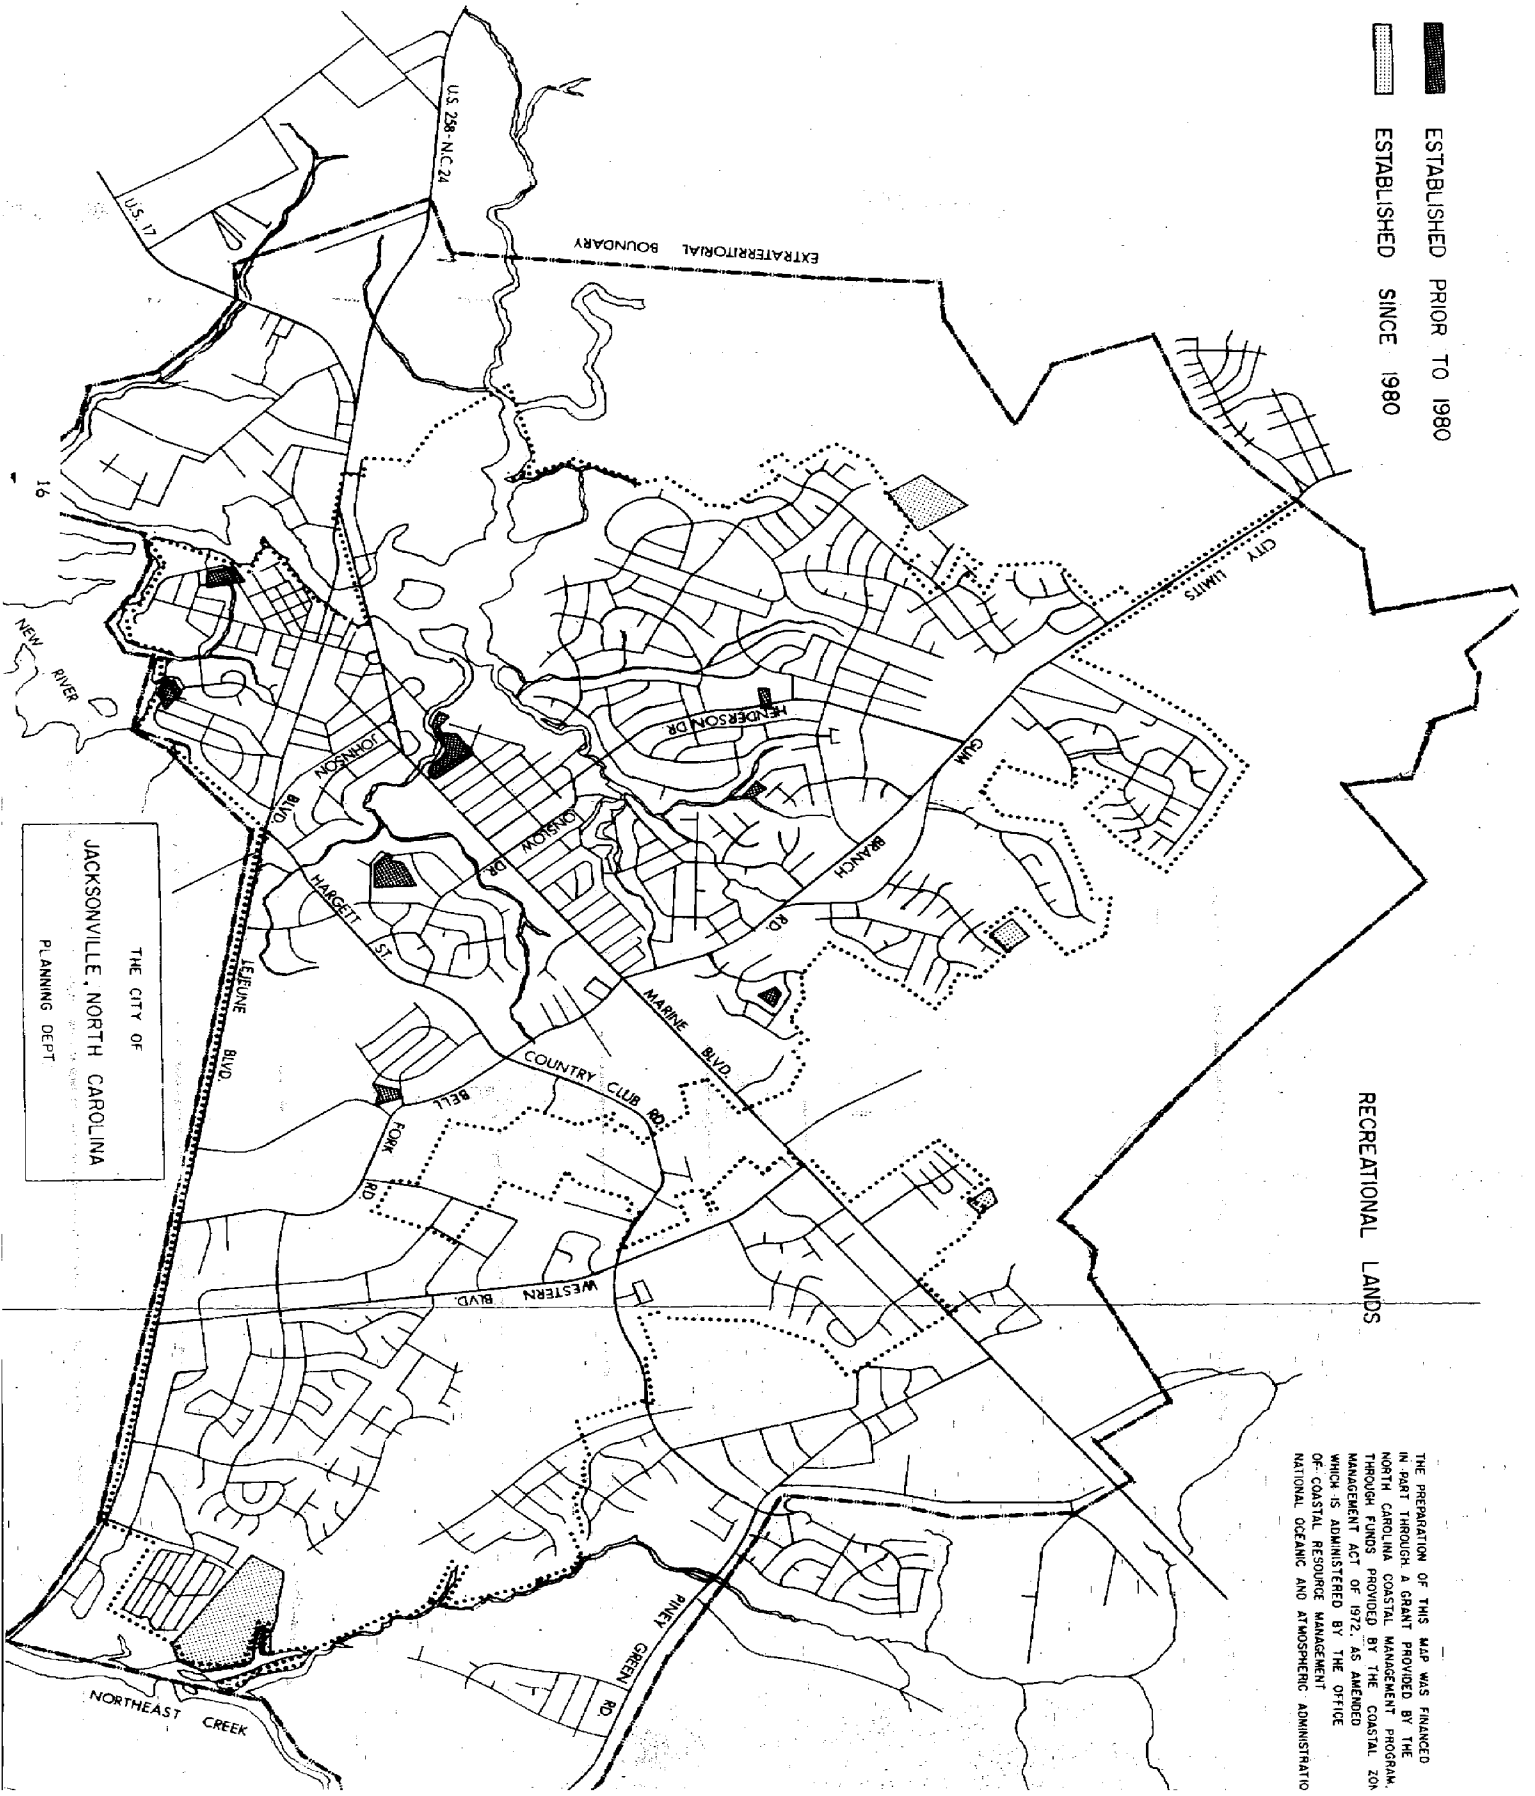 RECREATIONAL LANDS
ESTABLISHED PRIOR TO 1980
ESTABLISHED SINCE 1980
THE PREPARATION OF THIS MAP WAS FINANCED
IN PART THROUGH A GRANT PROVIDED BY THE
NORTH CAROLINA COASTAL MANAGEMENT PROGRAM,
THROUGH FUNDS PROVIDED BY THE COASTAL ZON
MANAGEMENT ACT OF 1972, AS AMENDED
WHICH IS ADMINISTERED BY THE OFFICE
OF COASTAL RESOURCE MANAGEMENT
NATIONAL OCEANIC AND ATMOSPHERIC ADMINISTRATIO
EXTRATERRITORIAL BOUNDARY
CITY LIMITS
U.S. 258 - N.C. 24
U.S. 17
HENDERSON DR.
GUM
BRANCH
RD.
JOHNSON
BLVD.
ONSLOW
DR.
HARGETT
ST.
MARINE
BLVD.
COUNTRY CLUB RD.
BELL
FORK
RD.
LEJEUNE
BLVD.
WESTERN
BLVD.
PINEY
GREEN
RD.
NEW
RIVER
NORTHEAST CREEK
THE CITY OF
JACKSONVILLE, NORTH CAROLINA
PLANNING DEPT.
16